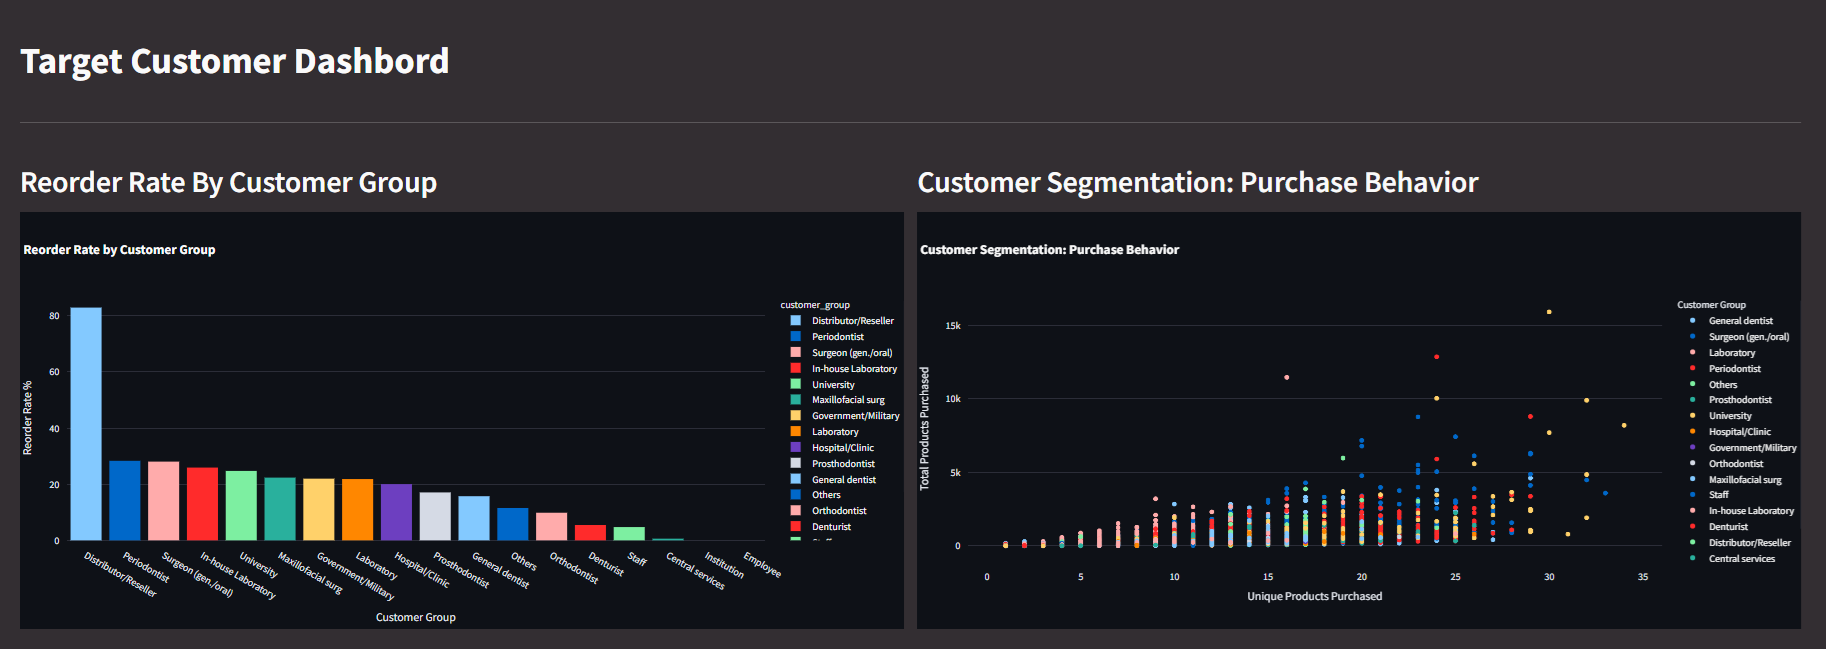 Target Customer Dashbord
Reorder Rate By Customer Group
Reorder Rate by Customer Group
Reorder Rate %
80
60
40
20
0
Distributor/Reseller
Periodontist
Surgeon (gen./oral)
In-house Laboratory
University
Maxillofacial surg
Government/Military
Laboratory
Hospital/Clinic
Prosthodontist
General dentist
Others
Orthodontist
Denturist
Staff
Central services
Institution
Employee
Customer Group
customer_group
Distributor/Reseller
Periodontist
Surgeon (gen./oral)
In-house Laboratory
University
Maxillofacial surg
Government/Military
Laboratory
Hospital/Clinic
Prosthodontist
General dentist
Others
Orthodontist
Denturist
Customer Segmentation: Purchase Behavior
Customer Segmentation: Purchase Behavior
Total Products Purchased
15k
10k
5k
0
0 5 10 15 20 25 30 35
Unique Products Purchased
Customer Group
General dentist
Surgeon (gen./oral)
Laboratory
Periodontist
Others
Prosthodontist
University
Hospital/Clinic
Government/Military
Orthodontist
Maxillofacial surg
Staff
In-house Laboratory
Denturist
Distributor/Reseller
Central services